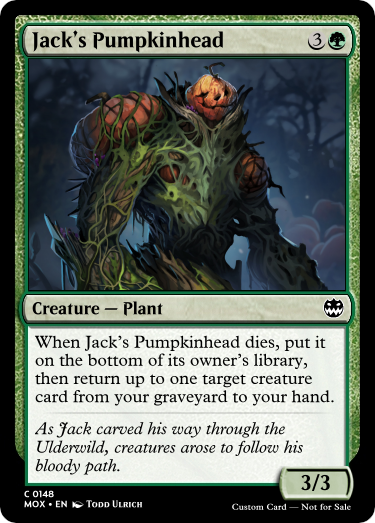 Jack's Pumpkinhead 3
Creature — Plant
When Jack's Pumpkinhead dies, put it
on the bottom of its owner's library,
then return up to one target creature
card from your graveyard to your hand.
As Jack carved his way through the
Ulderwild, creatures arose to follow his
bloody path.
3/3
C 0148
MOX • EN Todd Ulrich
Custom Card — Not for Sale